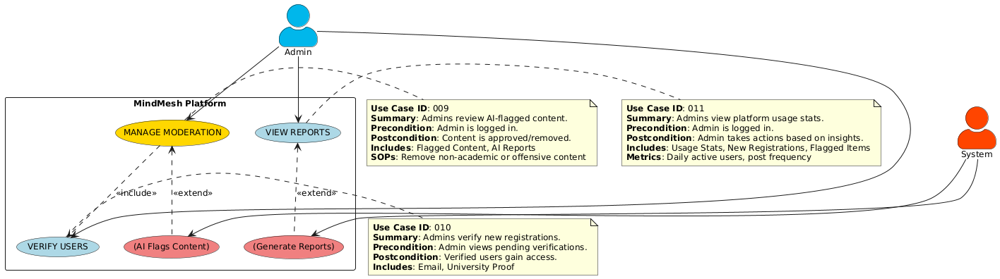 Admin
MindMesh Platform
MANAGE MODERATION
VIEW REPORTS
Use Case ID: 009
Summary: Admins review AI-flagged content.
Precondition: Admin is logged in.
Postcondition: Content is approved/removed.
Includes: Flagged Content, AI Reports
SOPs: Remove non-academic or offensive content
Use Case ID: 011
Summary: Admins view platform usage stats.
Precondition: Admin is logged in.
Postcondition: Admin takes actions based on insights.
Includes: Usage Stats, New Registrations, Flagged Items
Metrics: Daily active users, post frequency
System
«include»
«extend»
«extend»
VERIFY USERS
(AI Flags Content)
(Generate Reports)
Use Case ID: 010
Summary: Admins verify new registrations.
Precondition: Admin views pending verifications.
Postcondition: Verified users gain access.
Includes: Email, University Proof